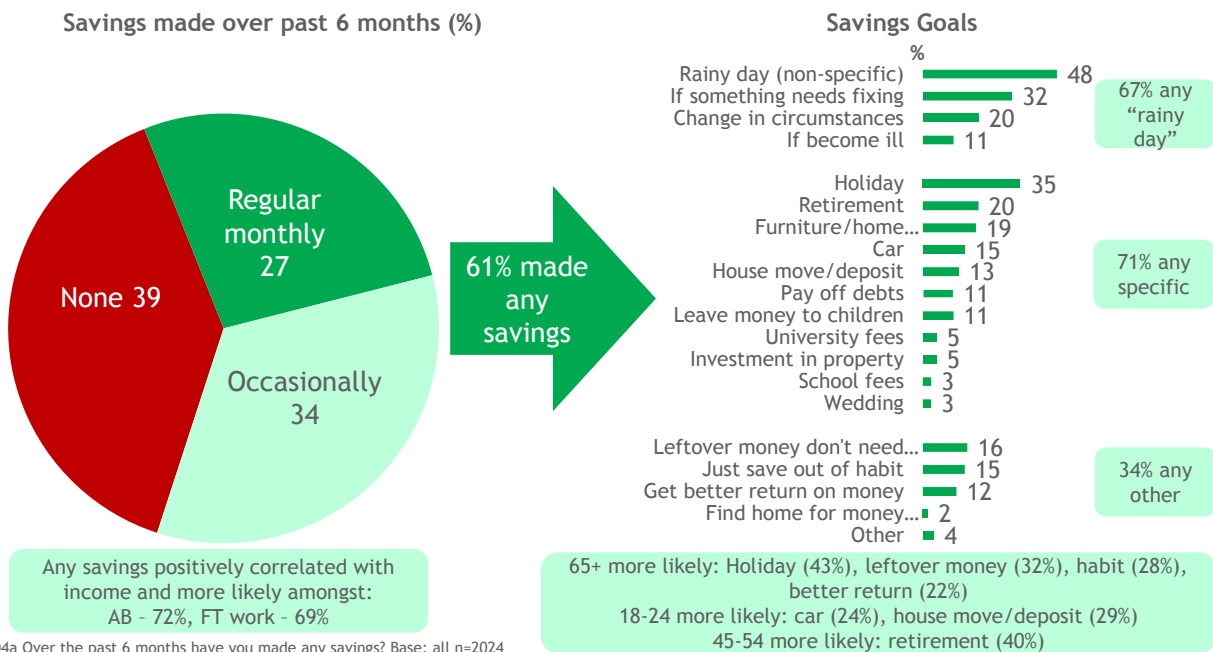 Savings made over past 6 months (%)
Regular
monthly
27
None 39
Occasionally
34
61% made
any
savings
Any savings positively correlated with
income and more likely amongst:
AB – 72%, FT work – 69%
Savings Goals
%
Rainy day (non-specific) 48
If something needs fixing 32
Change in circumstances 20
If become ill 11
67% any
“rainy
day”
Holiday 35
Retirement 20
Furniture/home… 19
Car 15
House move/deposit 13
Pay off debts 11
Leave money to children 11
University fees 5
Investment in property 5
School fees 3
Wedding 3
71% any
specific
Leftover money don't need… 16
Just save out of habit 15
Get better return on money 12
Find home for money… 2
Other 4
34% any
other
65+ more likely: Holiday (43%), leftover money (32%), habit (28%),
better return (22%)
18-24 more likely: car (24%), house move/deposit (29%)
45-54 more likely: retirement (40%)
4a Over the past 6 months have you made any savings? Base: all n=2024